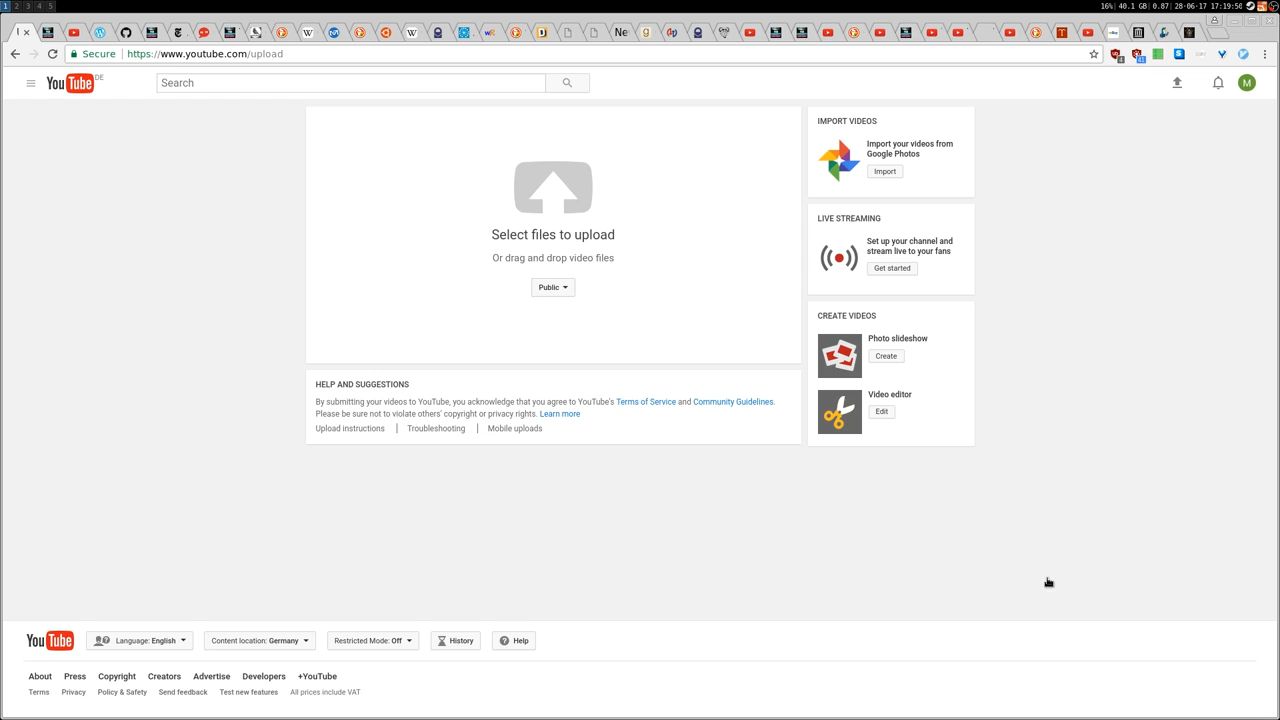 1 2 3 4 5
16%| 40.1 GB| 0.87| 28-06-17 17:19:50
Ne
Secure
https://www.youtube.com/upload
YouTube DE
Search
M
Select files to upload
Or drag and drop video files
Public
IMPORT VIDEOS
Import your videos from
Google Photos
Import
LIVE STREAMING
Set up your channel and
stream live to your fans
Get started
CREATE VIDEOS
Photo slideshow
Create
Video editor
Edit
HELP AND SUGGESTIONS
By submitting your videos to YouTube, you acknowledge that you agree to YouTube's Terms of Service and Community Guidelines.
Please be sure not to violate others' copyright or privacy rights. Learn more
Upload instructions | Troubleshooting | Mobile uploads
YouTube
Language: English
Content location: Germany
Restricted Mode: Off
History
Help
About Press Copyright Creators Advertise Developers +YouTube
Terms Privacy Policy & Safety Send feedback Test new features All prices include VAT